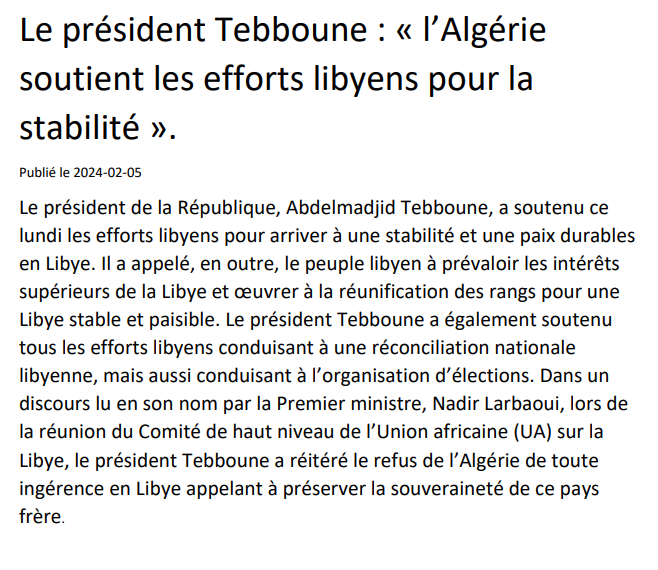 Le président Tebboune : « l’Algérie
soutient les efforts libyens pour la
stabilité ».
Publié le 2024-02-05
Le président de la République, Abdelmadjid Tebboune, a soutenu ce
lundi les efforts libyens pour arriver à une stabilité et une paix durables
en Libye. Il a appelé, en outre, le peuple libyen à prévaloir les intérêts
supérieurs de la Libye et œuvrer à la réunification des rangs pour une
Libye stable et paisible. Le président Tebboune a également soutenu
tous les efforts libyens conduisant à une réconciliation nationale
libyenne, mais aussi conduisant à l’organisation d’élections. Dans un
discours lu en son nom par la Premier ministre, Nadir Larbaoui, lors de
la réunion du Comité de haut niveau de l’Union africaine (UA) sur la
Libye, le président Tebboune a réitéré le refus de l’Algérie de toute
ingérence en Libye appelant à préserver la souveraineté de ce pays
frère.